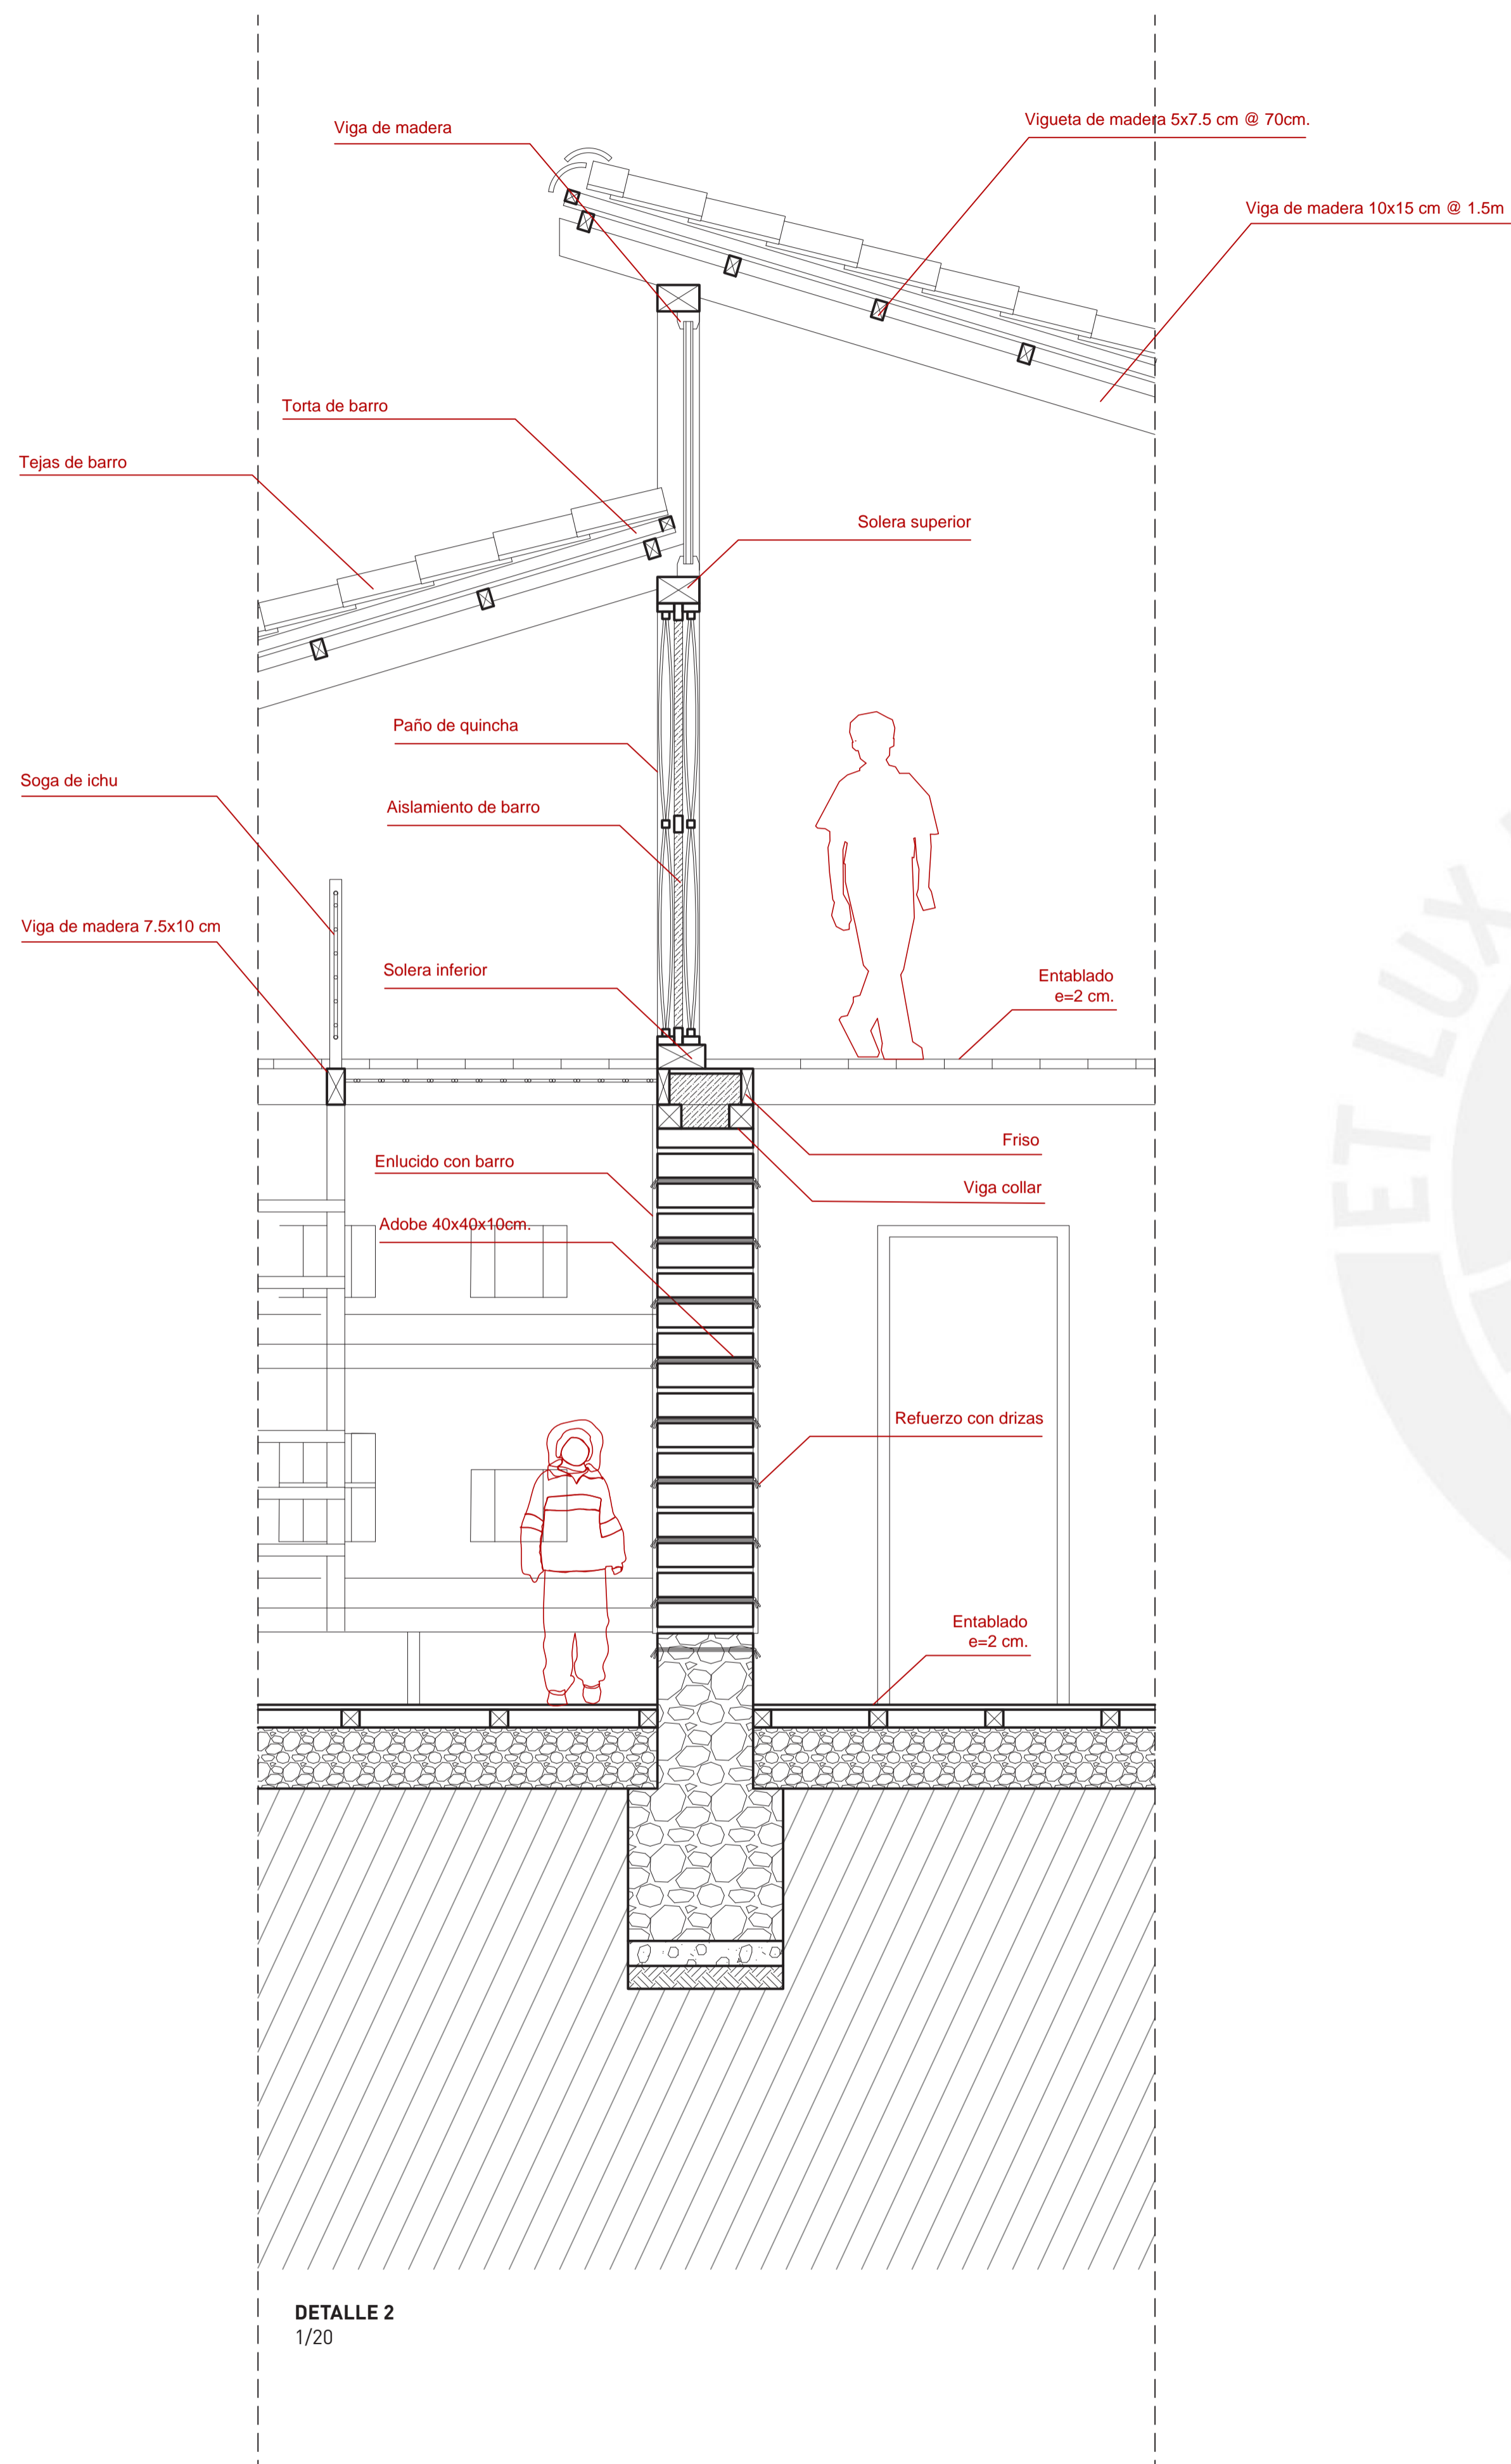 Vigueta de madera 5x7.5 cm @ 70cm.
Viga de madera
Viga de madera 10x15 cm @ 1.5m
Torta de barro
Tejas de barro
Solera superior
Paño de quincha
Soga de ichu
Aislamiento de barro
Viga de madera 7.5x10 cm
Solera inferior
Entablado
e=2 cm.
Friso
Enlucido con barro
Viga collar
Adobe 40x40x10cm.
Refuerzo con drizas
Entablado
e=2 cm.
ET LUX
DETALLE 2
1/20